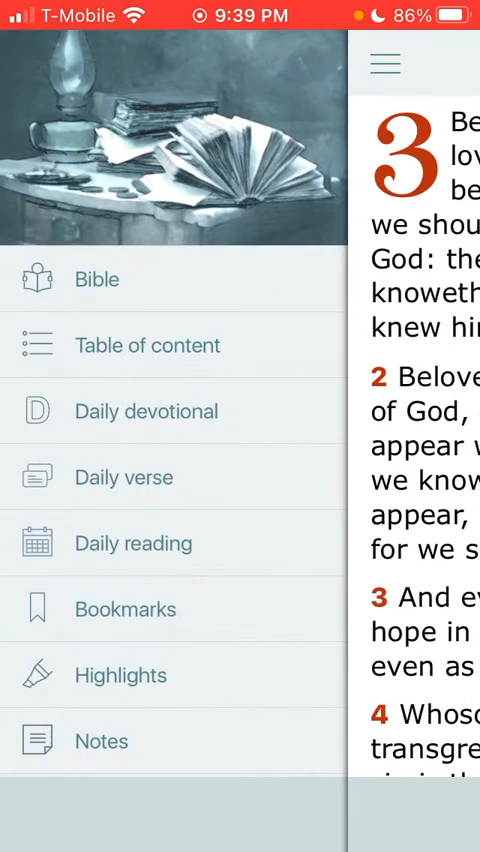 T-Mobile 9:39 PM 86%
Bible
Table of content
Daily devotional
Daily verse
Daily reading
Bookmarks
Highlights
Notes
3 Be
lov
be
we shou
God: the
knoweth
knew hi
2 Belove
of God,
appear w
we know
appear,
for we s
3 And ev
hope in
even as
4 Whoso
transgre